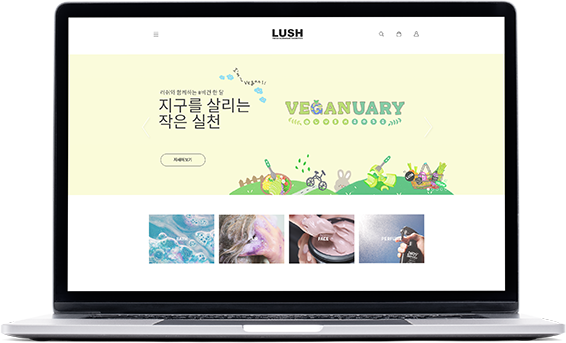 LUSH
러쉬와 함께하는 #비건 한 달
지구를 살리는
작은 실천
VEGANUARY
자세히 보기
BATH
FACE
PERFUME